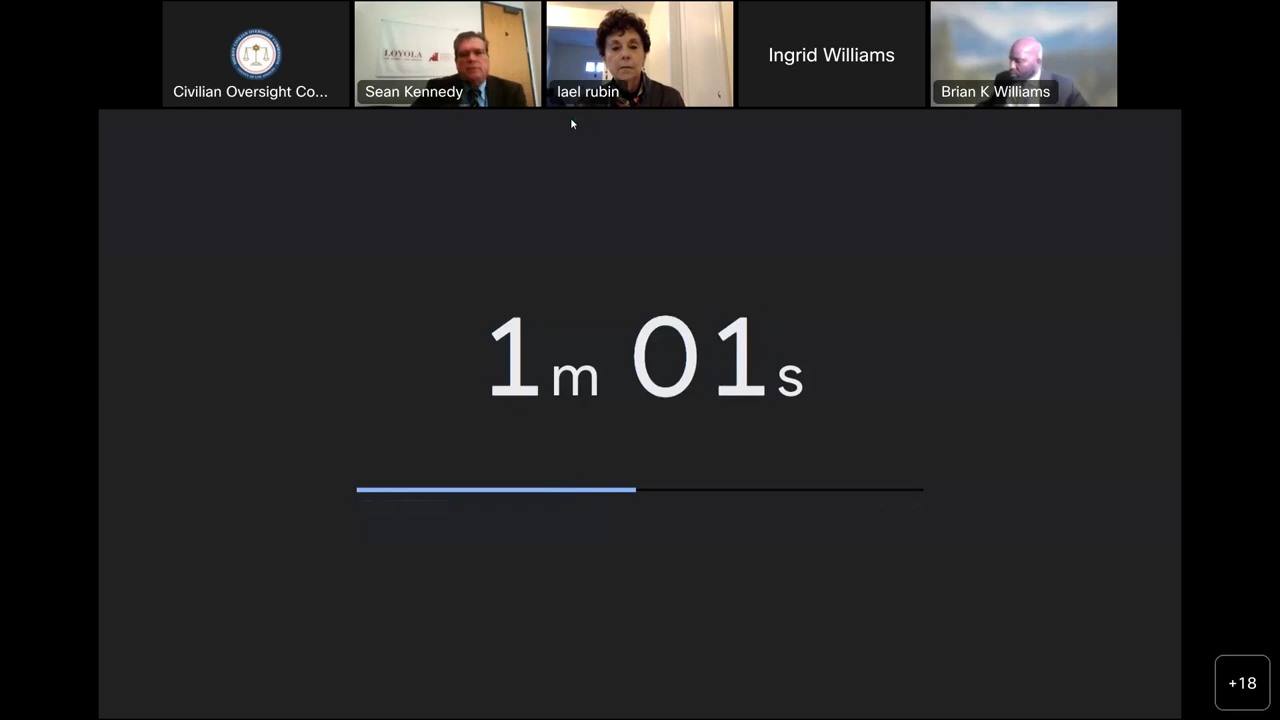 Civilian Oversight Co...
LOYOLA
Sean Kennedy
lael rubin
Ingrid Williams
Brian K Williams
1m 01s
+18